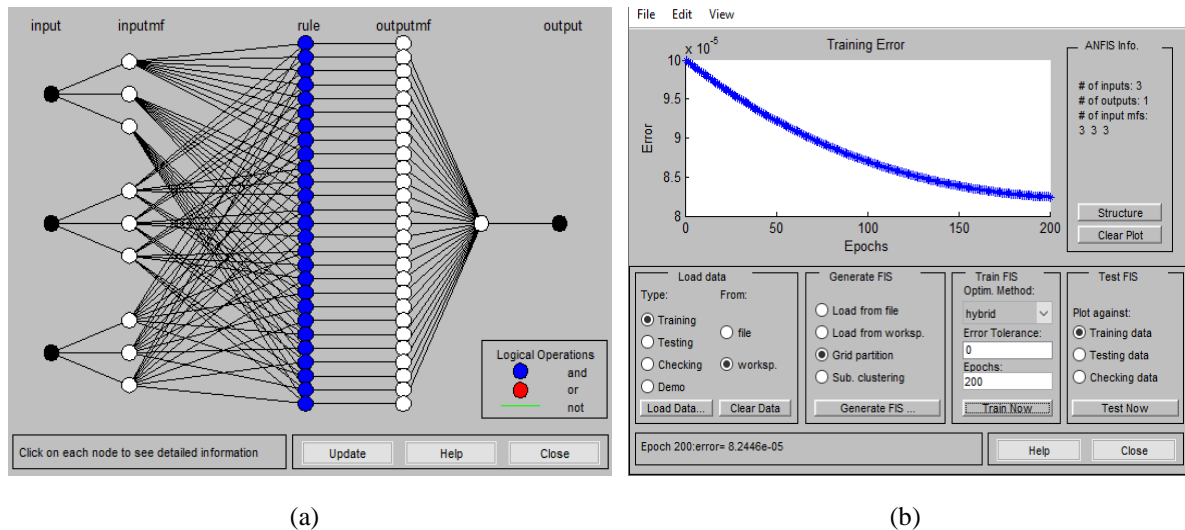 input
inputmf
rule
outputmf
output
Logical Operations
and
or
not
Click on each node to see detailed information
Update
Help
Close
(a)
File Edit View
Training Error
x 10^-5
10
9.5
9
8.5
8
0 50 100 150 200
Error
Epochs
ANFIS Info.
# of inputs: 3
# of outputs: 1
# of input mfs:
3 3 3
Structure
Clear Plot
Load data
Type:
From:
Training
Testing
Checking
Demo
file
worksp.
Load Data...
Clear Data
Generate FIS
Load from file
Load from worksp.
Grid partition
Sub. clustering
Generate FIS ...
Train FIS
Optim. Method:
hybrid
Error Tolerance:
0
Epochs:
200
Train Now
Test FIS
Plot against:
Training data
Testing data
Checking data
Test Now
Epoch 200:error= 8.2446e-05
Help
Close
(b)